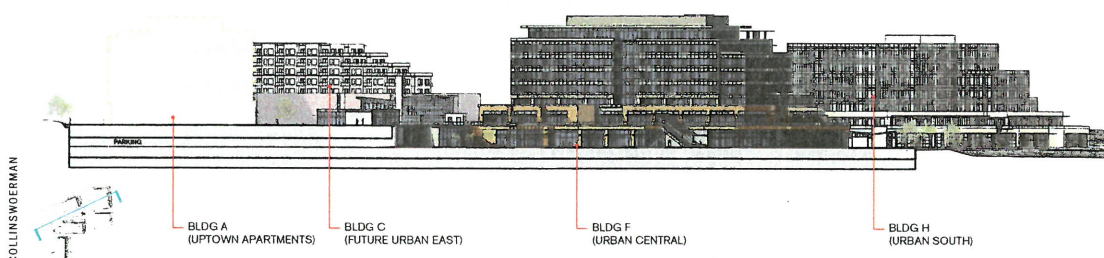 PARKING
COLLINSWOERMAN
BLDG A
(UPTOWN APARTMENTS)
BLDG C
(FUTURE URBAN EAST)
BLDG F
(URBAN CENTRAL)
BLDG H
(URBAN SOUTH)